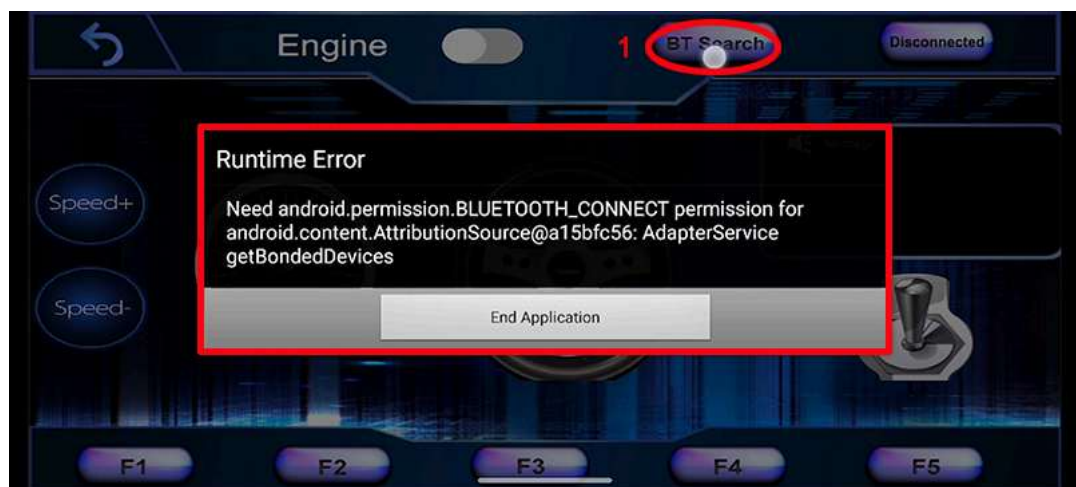 Engine
1
BT Search
Disconnected
Runtime Error
Speed+
Need android.permission.BLUETOOTH_CONNECT permission for
android.content.AttributionSource@a15bfc56: AdapterService
getBondedDevices
Speed-
End Application
F1
F2
F3
F4
F5